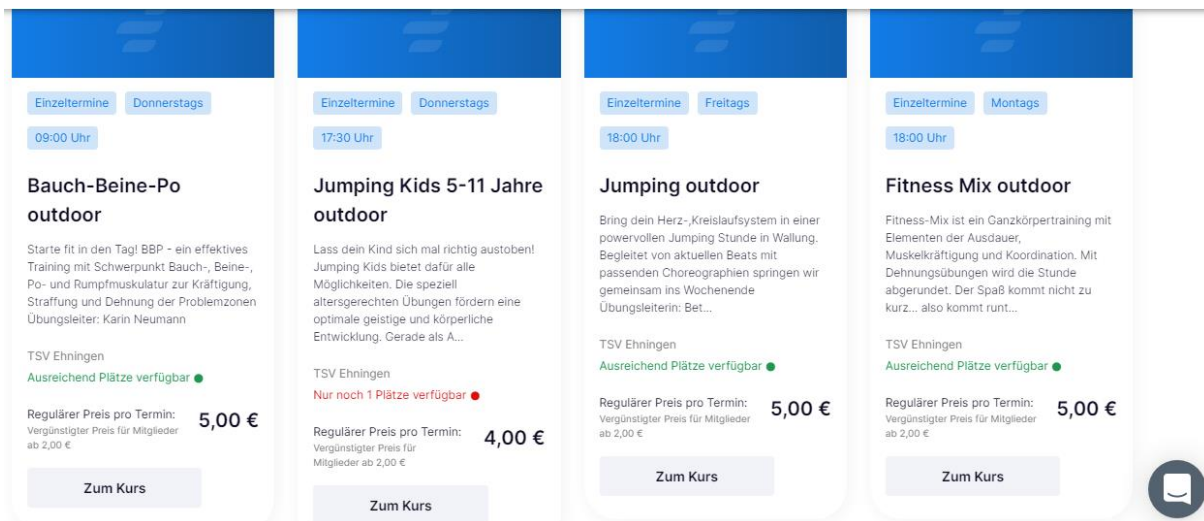 Einzeltermine
Donnerstags
09:00 Uhr
Bauch-Beine-Po
outdoor
Starte fit in den Tag! BBP - ein effektives
Training mit Schwerpunkt Bauch-, Beine-,
Po- und Rumpfmuskulatur zur Kräftigung,
Straffung und Dehnung der Problemzonen
Übungsleiter: Karin Neumann
TSV Ehningen
Ausreichend Plätze verfügbar
Regulärer Preis pro Termin:
Vergünstigter Preis für Mitglieder
ab 2,00 €
5,00 €
Zum Kurs
Einzeltermine
Donnerstags
17:30 Uhr
Jumping Kids 5-11 Jahre
outdoor
Lass dein Kind sich mal richtig austoben!
Jumping Kids bietet dafür alle
Möglichkeiten. Die speziell
altersgerechten Übungen fördern eine
optimale geistige und körperliche
Entwicklung. Gerade als A...
TSV Ehningen
Nur noch 1 Plätze verfügbar
Regulärer Preis pro Termin:
Vergünstigter Preis für
Mitglieder ab 2,00 €
4,00 €
Zum Kurs
Einzeltermine
Freitags
18:00 Uhr
Jumping outdoor
Bring dein Herz-,Kreislaufsystem in einer
powervollen Jumping Stunde in Wallung.
Begleitet von aktuellen Beats mit
passenden Choreographien springen wir
gemeinsam ins Wochenende
Übungsleiterin: Bet...
TSV Ehningen
Ausreichend Plätze verfügbar
Regulärer Preis pro Termin:
Vergünstigter Preis für Mitglieder
ab 2,00 €
5,00 €
Zum Kurs
Einzeltermine
Montags
18:00 Uhr
Fitness Mix outdoor
Fitness-Mix ist ein Ganzkörpertraining mit
Elementen der Ausdauer,
Muskelkräftigung und Koordination. Mit
Dehnungsübungen wird die Stunde
abgerundet. Der Spaß kommt nicht zu
kurz... also kommt runt...
TSV Ehningen
Ausreichend Plätze verfügbar
Regulärer Preis pro Termin:
Vergünstigter Preis für Mitglieder
ab 2,00 €
5,00 €
Zum Kurs